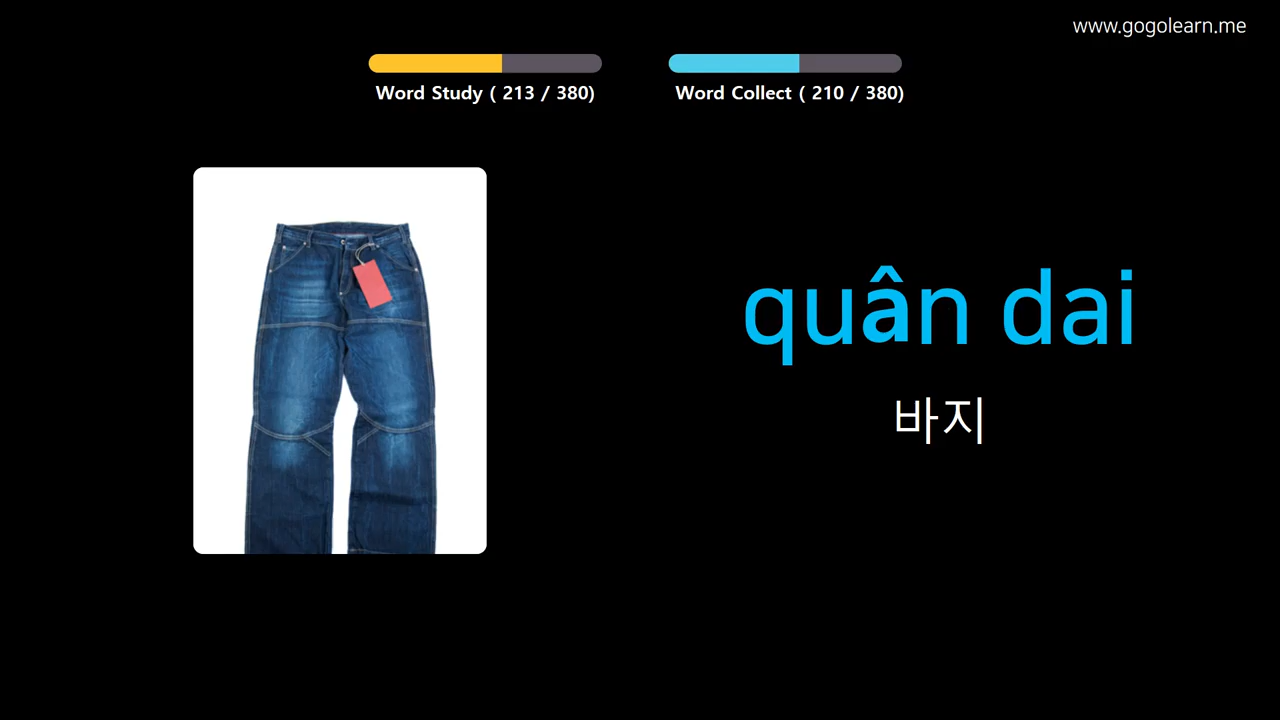 www.gogolearn.me
Word Study ( 213 / 380)
Word Collect ( 210 / 380)
quân dai
바지